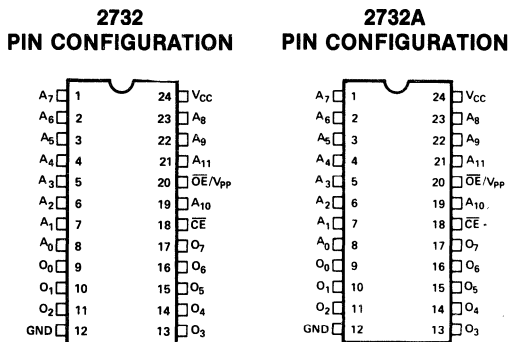 2732
PIN CONFIGURATION
A7 1 24 VCC
A6 2 23 A8
A5 3 22 A9
A4 4 21 A11
A3 5 20 O̅E̅/VPP
A2 6 19 A10
A1 7 18 C̅E̅
A0 8 17 O7
O0 9 16 O6
O1 10 15 O5
O2 11 14 O4
GND 12 13 O3
2732A
PIN CONFIGURATION
A7 1 24 VCC
A6 2 23 A8
A5 3 22 A9
A4 4 21 A11
A3 5 20 O̅E̅/VPP
A2 6 19 A10
A1 7 18 C̅E̅
A0 8 17 O7
O0 9 16 O6
O1 10 15 O5
O2 11 14 O4
GND 12 13 O3